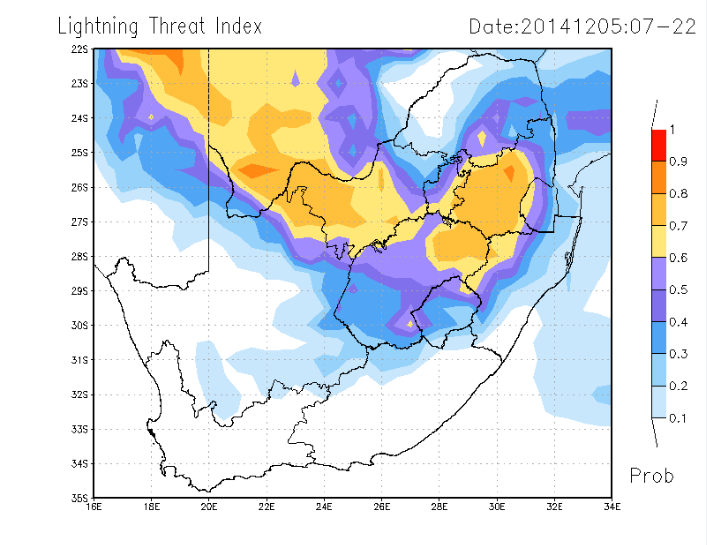 Lightning Threat Index
Date:20141205:07-22
22S
23S
24S
25S
26S
27S
28S
29S
30S
31S
32S
33S
34S
35S
16E 18E 20E 22E 24E 26E 28E 30E 32E 34E
1
0.9
0.8
0.7
0.6
0.5
0.4
0.3
0.2
0.1
Prob